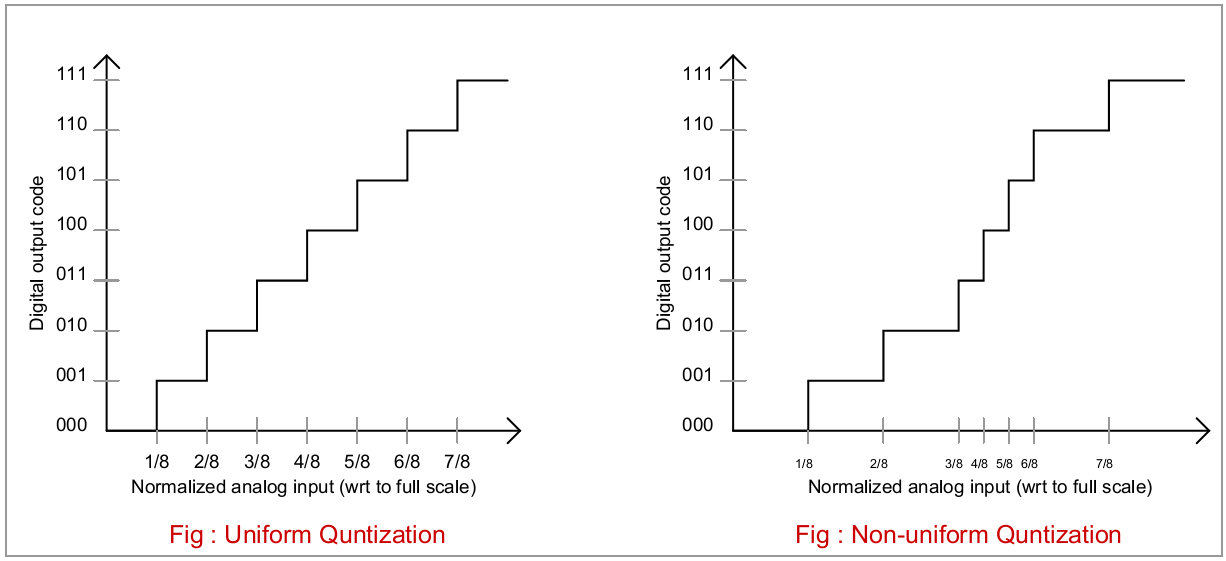 111
110
101
100
011
010
001
000
Digital output code
1/8 2/8 3/8 4/8 5/8 6/8 7/8
Normalized analog input (wrt to full scale)
Fig : Uniform Quntization
111
110
101
100
011
010
001
000
Digital output code
1/8 2/8 3/8 4/8 5/8 6/8 7/8
Normalized analog input (wrt to full scale)
Fig : Non-uniform Quntization